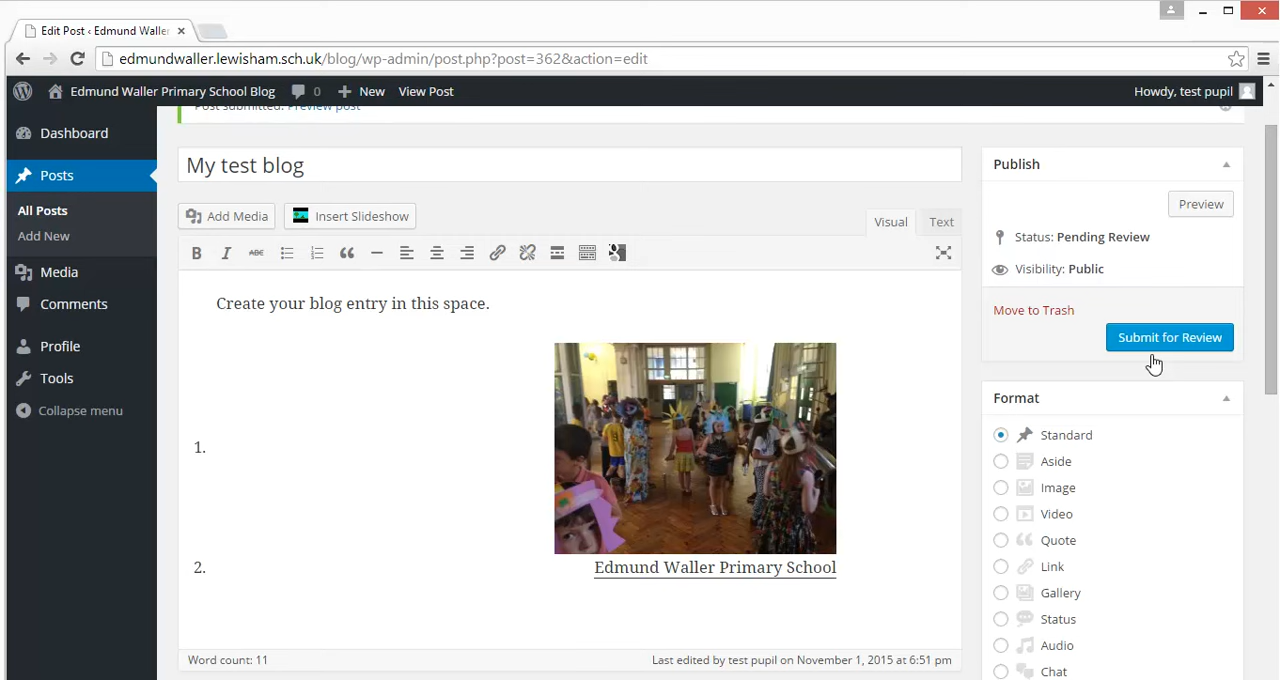 Edit Post ‹ Edmund Waller
edmundwaller.lewisham.sch.uk/blog/wp-admin/post.php?post=362&action=edit
Edmund Waller Primary School Blog 0 New View Post Howdy, test pupil
Post submitted. Preview post
Dashboard
Posts
All Posts
Add New
Media
Comments
Profile
Tools
Collapse menu
My test blog
Add Media Insert Slideshow
Visual Text
B I ABC
Create your blog entry in this space.
1.
2. Edmund Waller Primary School
Word count: 11 Last edited by test pupil on November 1, 2015 at 6:51 pm
Publish
Preview
Status: Pending Review
Visibility: Public
Move to Trash
Submit for Review
Format
Standard
Aside
Image
Video
Quote
Link
Gallery
Status
Audio
Chat